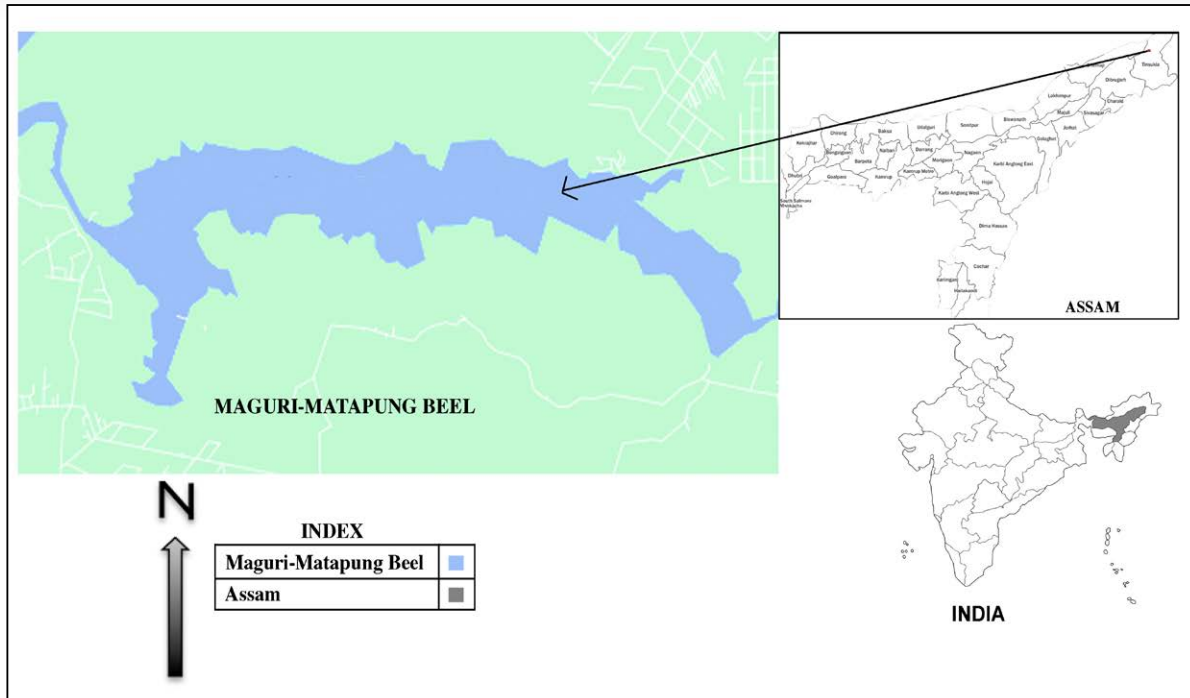 MAGURI-MATAPUNG BEEL
Tinsukia
Dibrugarh
Lakhimpur
Charaideo
Majuli
Sivasagar
Biswanath
Jorhat
Sonitpur
Golaghat
Udalguri
Chirang
Baksa
Kokrajhar
Nalbari
Darrang
Nagaon
Bongaigaon
Barpeta
Morigaon
Karbi Anglong East
Dhubri
Goalpara
Kamrup
Kamrup Metro
Hojai
Karbi Anglong West
South Salmara
Mankachar
Dima Hasao
Cachar
Karimganj
Hailakandi
ASSAM
INDIA
N
INDEX
Maguri-Matapung Beel
Assam